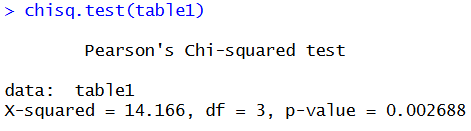 > chisq.test(table1)
Pearson's Chi-squared test
data:  table1
X-squared = 14.166, df = 3, p-value = 0.002688